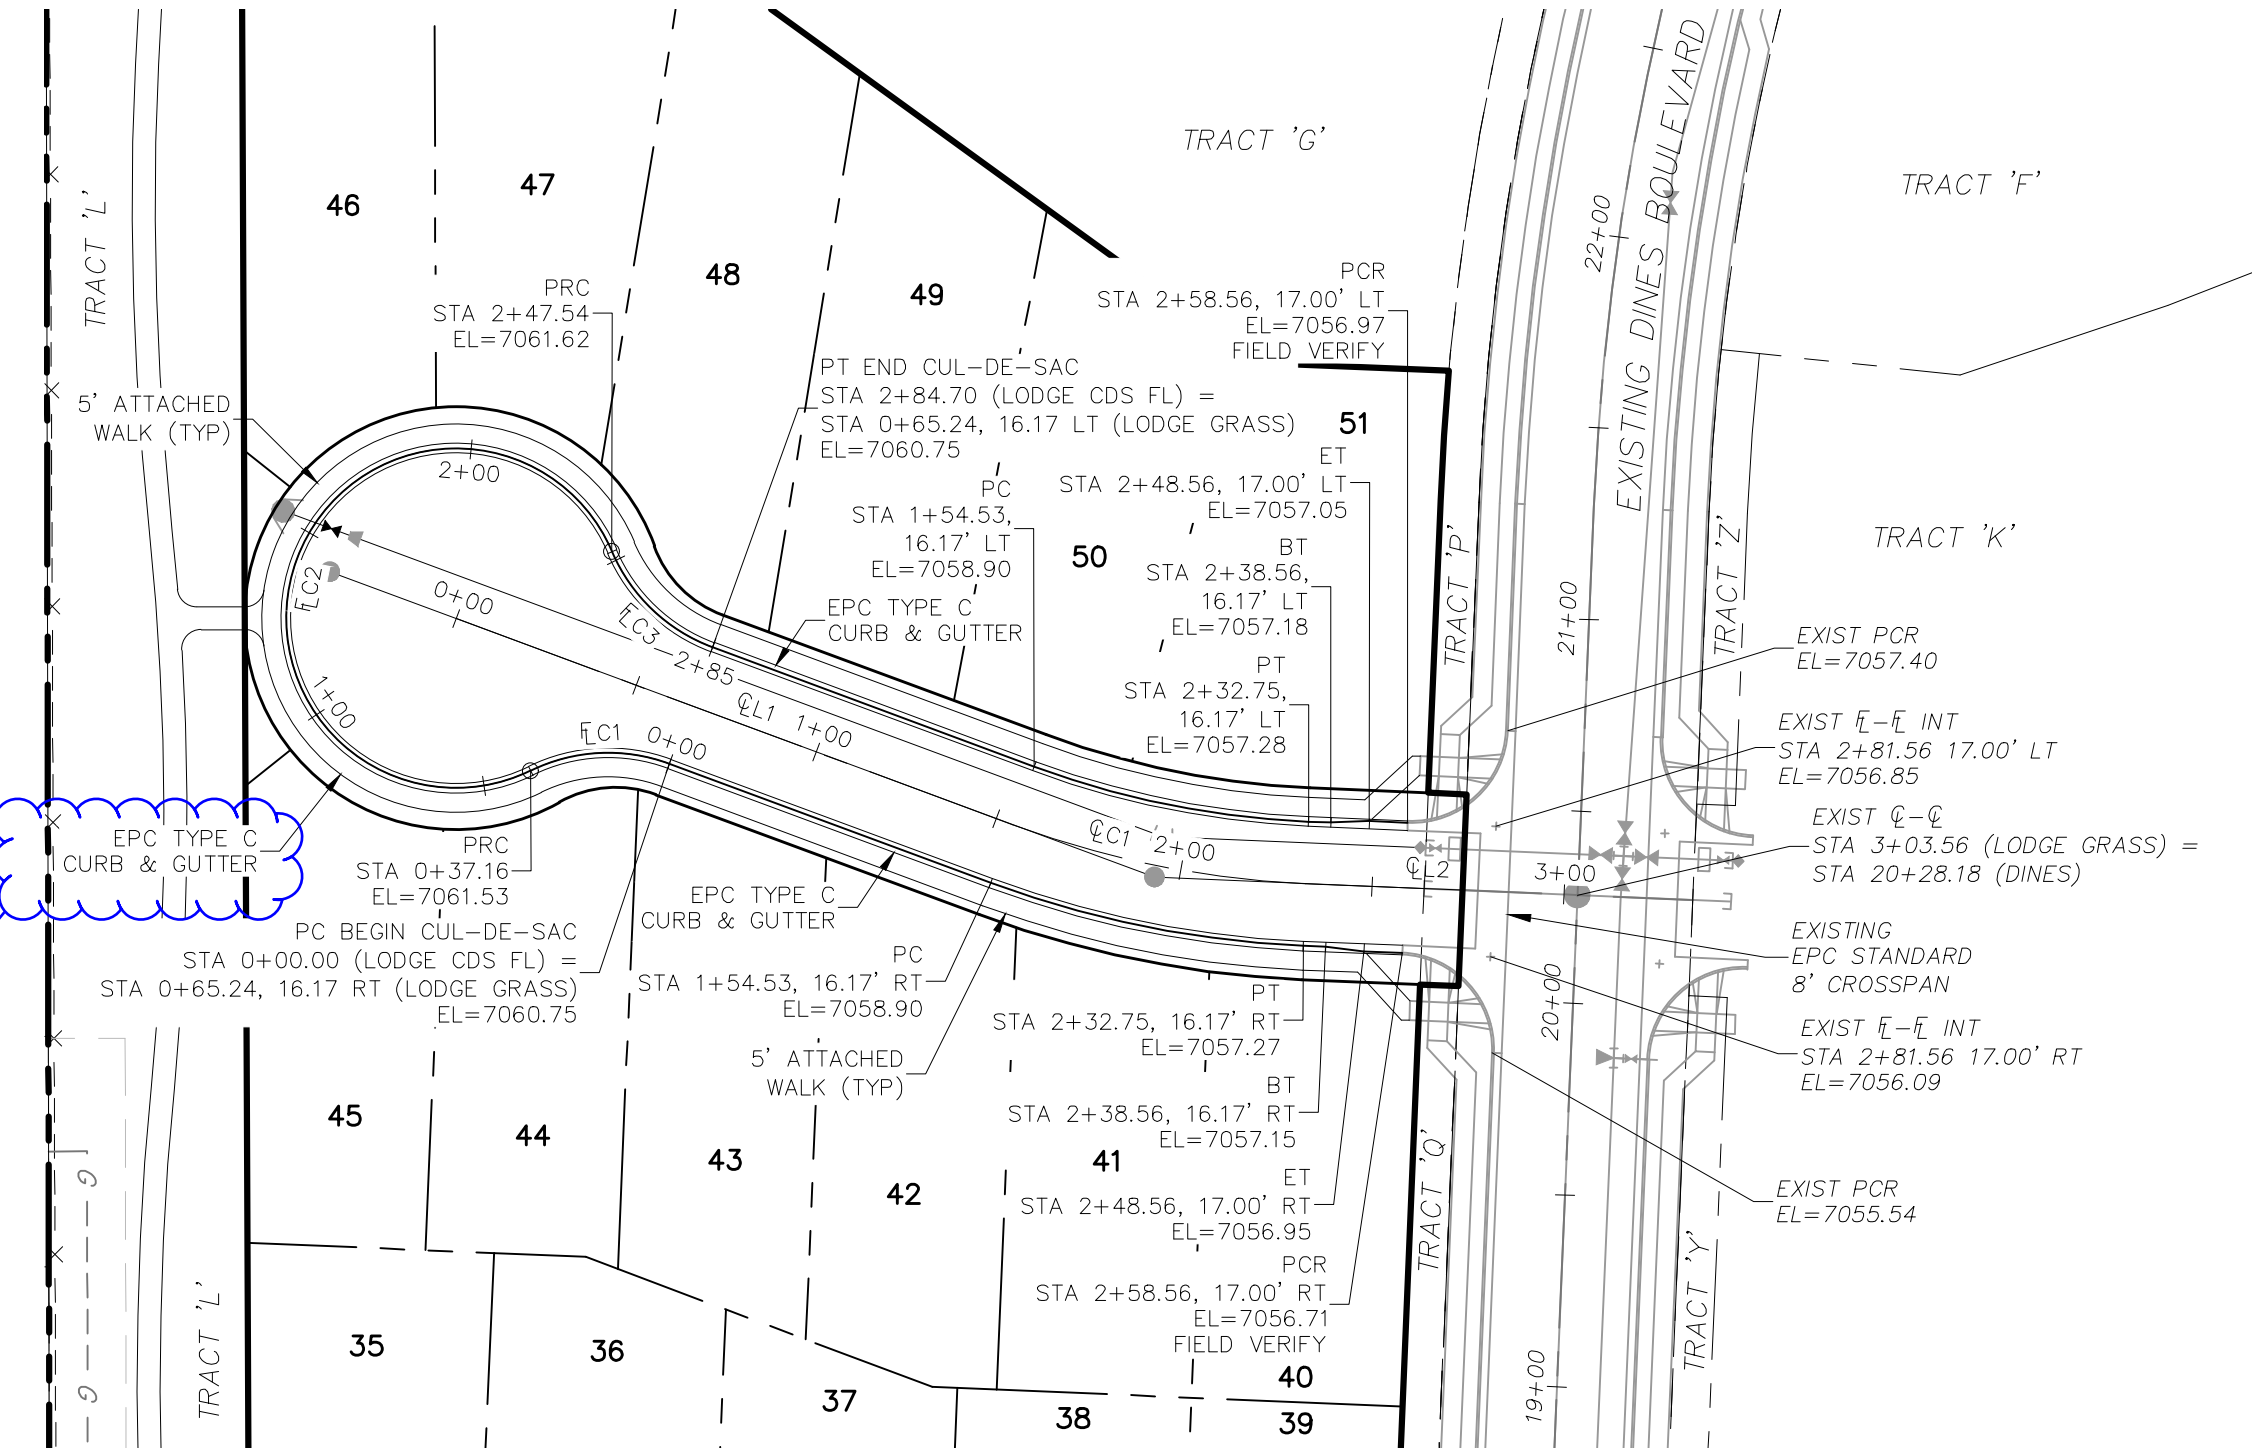 TRACT 'G'
TRACT 'F'
TRACT 'L'
46
47
48
49
EXISTING DINES BOULEVARD
22+00
PRC
STA 2+47.54
EL=7061.62
PCR
STA 2+58.56, 17.00' LT
EL=7056.97
FIELD VERIFY
PT END CUL-DE-SAC
STA 2+84.70 (LODGE CDS FL) =
STA 0+65.24, 16.17 LT (LODGE GRASS)
EL=7060.75
51
5' ATTACHED
WALK (TYP)
2+00
ET
STA 2+48.56, 17.00' LT
EL=7057.05
PC
STA 1+54.53,
16.17' LT
EL=7058.90
50
BT
STA 2+38.56,
16.17' LT
EL=7057.18
TRACT 'P'
TRACT 'Z'
TRACT 'K'
FLC2
0+00
FLC3
2+85
EPC TYPE C
CURB & GUTTER
PT
STA 2+32.75,
16.17' LT
EL=7057.28
21+00
EXIST PCR
EL=7057.40
1+00
FLC1
0+00
CLL1
1+00
EXIST FL-FL INT
STA 2+81.56 17.00' LT
EL=7056.85
EPC TYPE C
CURB & GUTTER
CLC1
2+00
CLL2
3+00
EXIST CL-CL
STA 3+03.56 (LODGE GRASS) =
STA 20+28.18 (DINES)
PRC
STA 0+37.16
EL=7061.53
EPC TYPE C
CURB & GUTTER
PC BEGIN CUL-DE-SAC
STA 0+00.00 (LODGE CDS FL) =
STA 0+65.24, 16.17 RT (LODGE GRASS)
EL=7060.75
PC
STA 1+54.53, 16.17' RT
EL=7058.90
EXISTING
EPC STANDARD
8' CROSSPAN
5' ATTACHED
WALK (TYP)
PT
STA 2+32.75, 16.17' RT
EL=7057.27
20+00
EXIST FL-FL INT
STA 2+81.56 17.00' RT
EL=7056.09
BT
STA 2+38.56, 16.17' RT
EL=7057.15
45
44
43
42
41
ET
STA 2+48.56, 17.00' RT
EL=7056.95
TRACT 'Q'
EXIST PCR
EL=7055.54
PCR
STA 2+58.56, 17.00' RT
EL=7056.71
FIELD VERIFY
TRACT 'Y'
G
G
TRACT 'L'
35
36
37
38
40
39
19+00